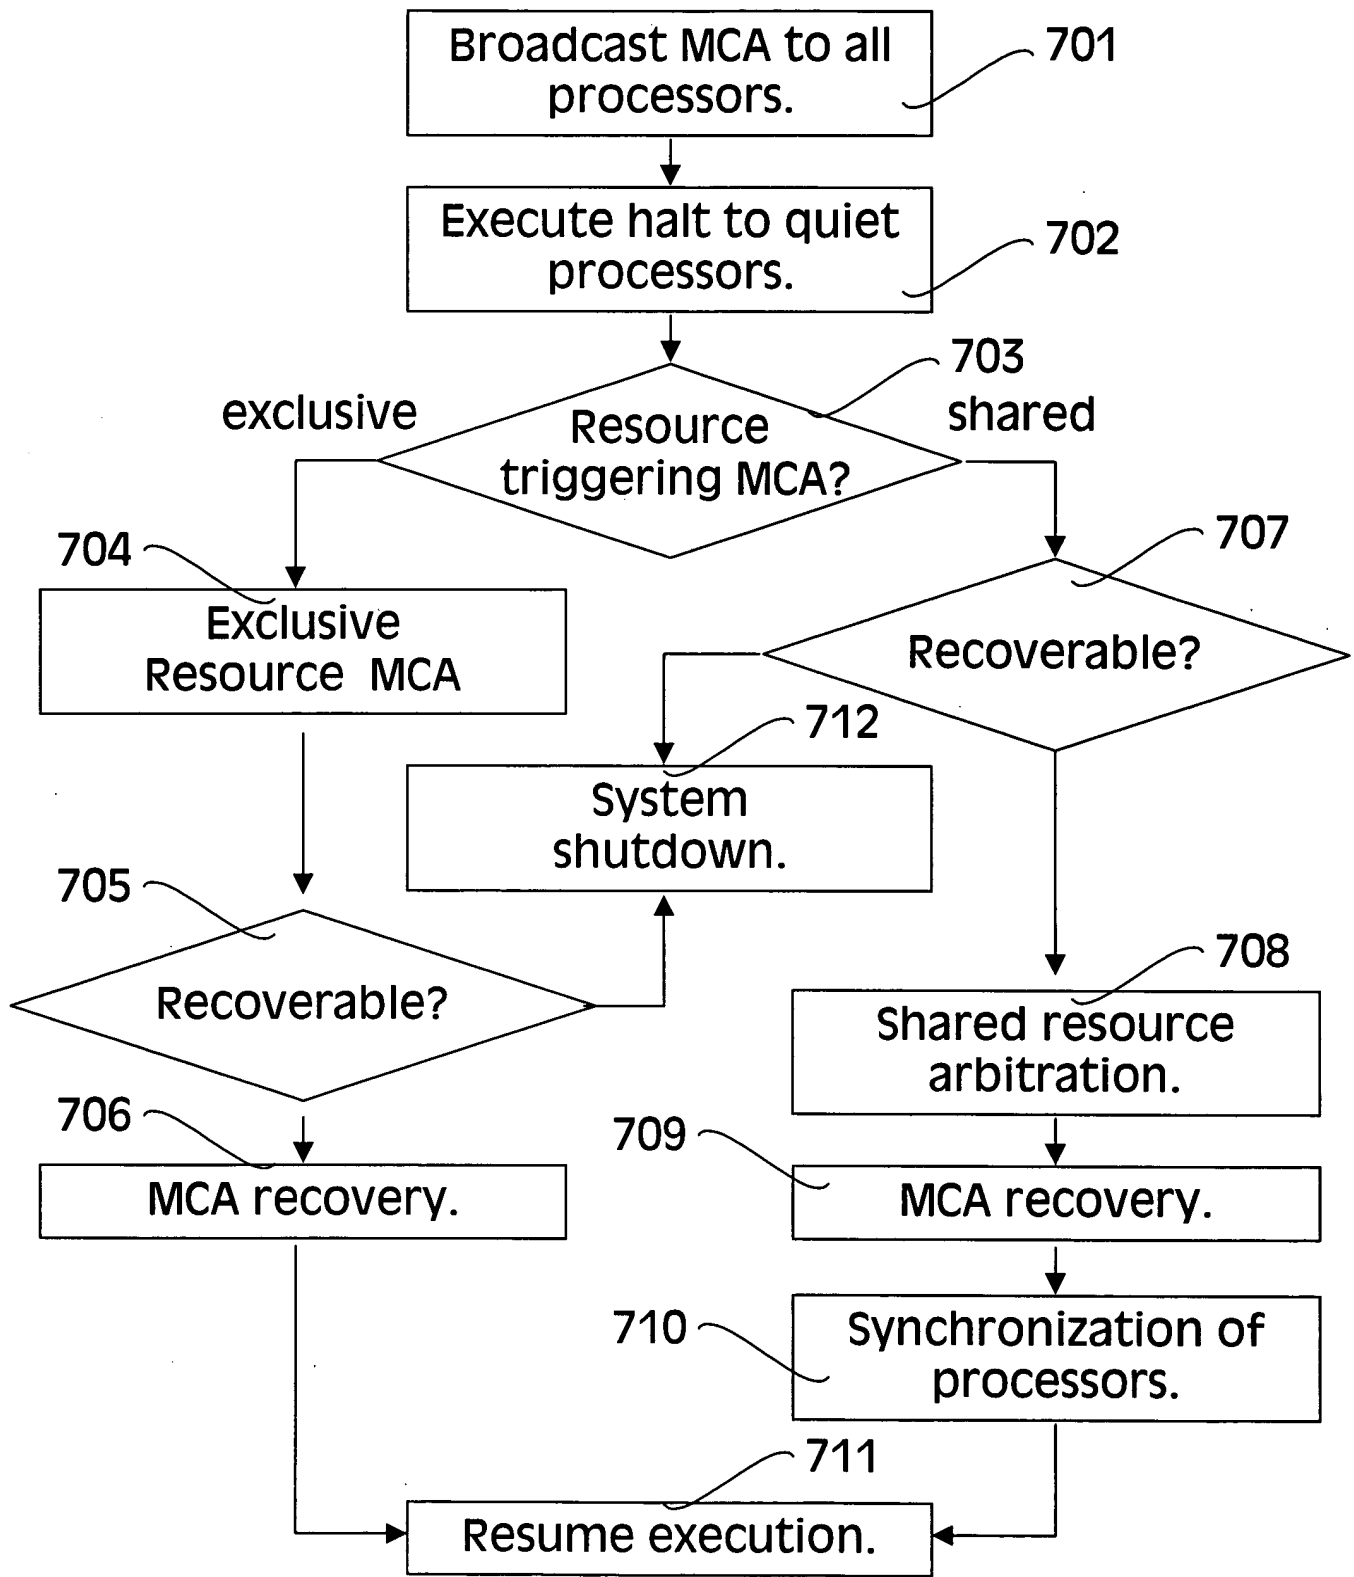 Broadcast MCA to all
processors.
701
Execute halt to quiet
processors.
702
703
exclusive
shared
Resource
triggering MCA?
704
707
Exclusive
Resource MCA
Recoverable?
712
System
shutdown.
705
Recoverable?
708
Shared resource
arbitration.
706
709
MCA recovery.
MCA recovery.
710
Synchronization of
processors.
711
Resume execution.